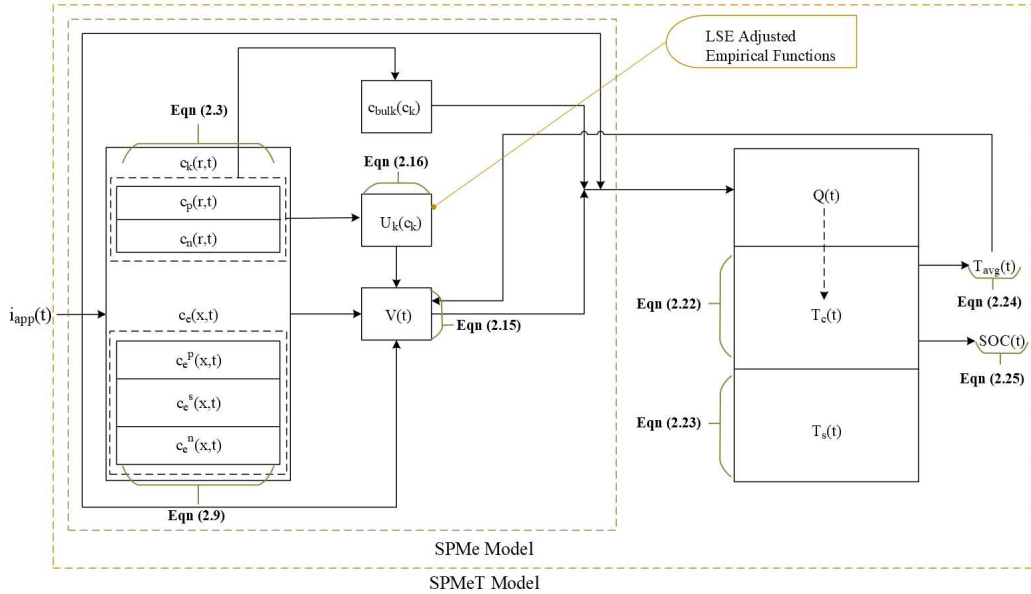 LSE Adjusted
Empirical Functions
Eqn (2.3)
c_bulk(c_k)
c_k(r,t)
Eqn (2.16)
c_p(r,t)
Q(t)
U_k(c_k)
c_n(r,t)
T_avg(t)
Eqn (2.22)
Eqn (2.24)
i_app(t)
c_e(x,t)
V(t)
Eqn (2.15)
T_c(t)
SOC(t)
c_e^p(x,t)
Eqn (2.25)
c_e^s(x,t)
Eqn (2.23)
T_s(t)
c_e^n(x,t)
Eqn (2.9)
SPMe Model
SPMeT Model